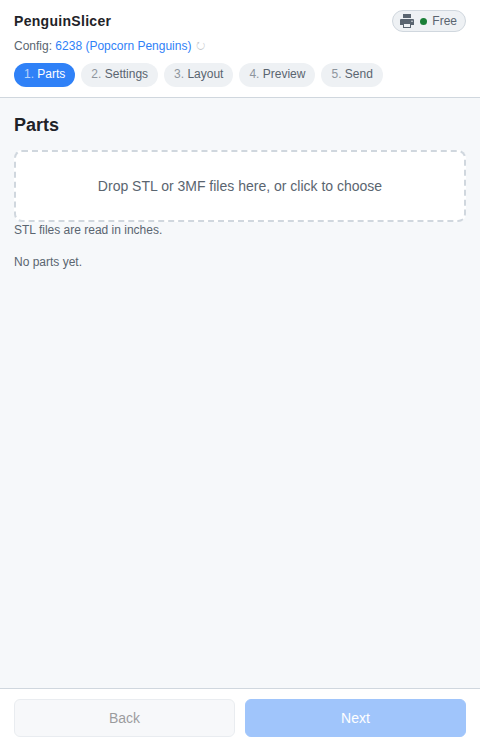 PenguinSlicer
Free
Config: 6238 (Popcorn Penguins)
1. Parts
2. Settings
3. Layout
4. Preview
5. Send
Parts
Drop STL or 3MF files here, or click to choose
STL files are read in inches.
No parts yet.
Back
Next